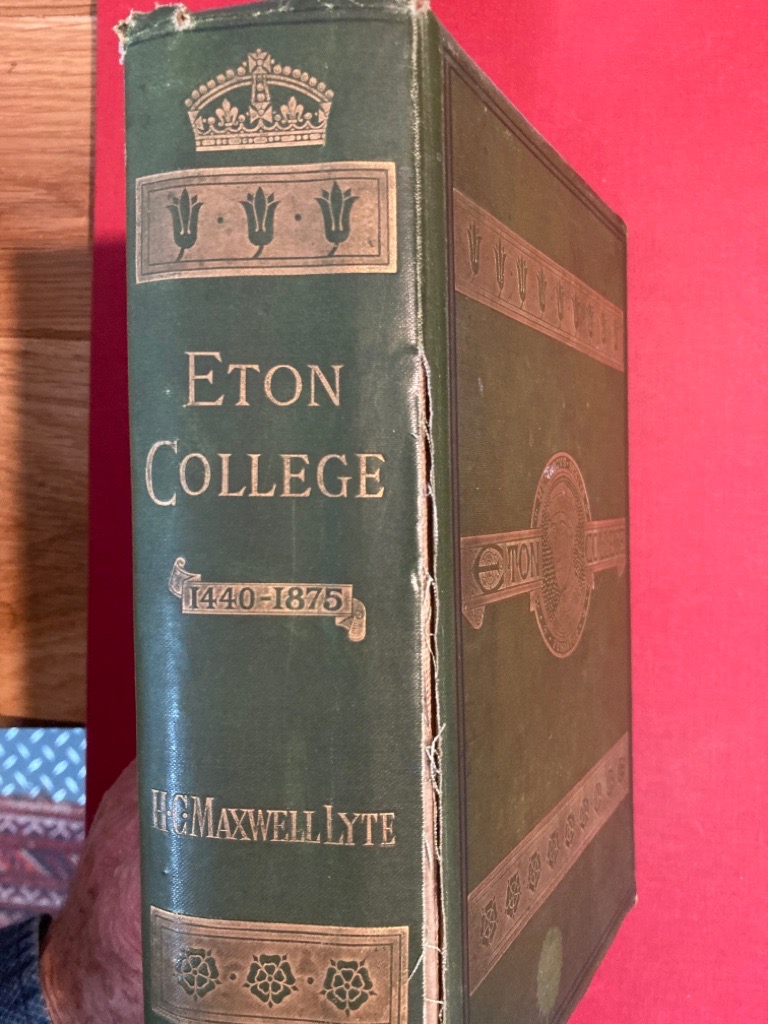 ETON
COLLEGE
1440-1875
H·C·MAXWELL LYTE
ETON